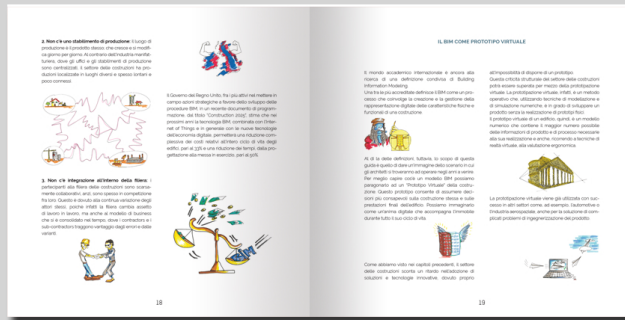 2. Non c'è uno stabilimento di produzione: il luogo di
produzione e il prodotto stesso, che cresce e si modifi-
ca giorno per giorno. Al contrario dell'industria manifat-
turiera, dove gli uffici e gli stabilimenti di produzione
sono centralizzati, il settore delle costruzioni ha pro-
duzioni localizzate in luoghi diversi e spesso lontani e
poco connessi.
3. Non c'è integrazione all'interno della filiera: i
partecipanti alla filiera delle costruzioni sono scarsa-
mente collaborativi, anzi, sono spesso in competizione
fra loro. Questo è dovuto alla continua variazione degli
attori stessi, poiché infatti la filiera cambia assetto
di lavoro in lavoro, ma anche al modello di business
che si è consolidato nel tempo, dove i contractors e i
sub-contractors traggono vantaggio dagli errori e dalle
varianti.
Il Governo del Regno Unito, fra i più attivi nel mettere in
campo azioni strategiche a favore dello sviluppo delle
procedure BIM, in un recente documento di program-
mazione, dal titolo "Construction 2025", stima che nei
prossimi anni la tecnologia BIM, combinata con l'Inter-
net of Things e in generale con le nuove tecnologie
dell'economia digitale, permetterà una riduzione com-
plessiva dei costi relativi all'intero ciclo di vita degli
edifici, pari al 33% e una riduzione dei tempi, dalla pro-
gettazione alla messa in esercizio, pari al 50%.
18
IL BIM COME PROTOTIPO VIRTUALE
Il mondo accademico internazionale è ancora alla
ricerca di una definizione condivisa di Building
Information Modeling.
Una fra le più accreditate definisce il BIM come un pro-
cesso che coinvolge la creazione e la gestione della
rappresentazione digitale delle caratteristiche fisiche e
funzionali di una costruzione.
Al di là delle definizioni, tuttavia, lo scopo di questa
guida è quello di dare un'immagine dello scenario in cui
gli architetti si troveranno ad operare negli anni a venire.
Per meglio capire cos'è un modello BIM possiamo
paragonarlo ad un "Prototipo Virtuale" della costru-
zione. Questo prototipo consente di assumere deci-
sioni più consapevoli sulla costruzione stessa e sulle
prestazioni finali dell'edificio. Possiamo immaginarlo
come un'anima digitale che accompagna l'immobile
durante tutto il suo ciclo di vita.
Come abbiamo visto nei capitoli precedenti, il settore
delle costruzioni sconta un ritardo nell'adozione di
soluzioni e tecnologie innovative, dovuto proprio
all'impossibilità di disporre di un prototipo.
Questa criticità strutturale del settore delle costruzioni
potrà essere superata per mezzo della prototipazione
virtuale. La prototipazione virtuale, infatti, è un metodo
operativo che, utilizzando tecniche di modellazione e
di simulazione numeriche, è in grado di sviluppare un
prodotto senza la realizzazione di prototipi fisici.
Il prototipo virtuale di un edificio, quindi, è un modello
numerico che contiene il maggior numero possibile
delle informazioni di prodotto e di processo necessarie
alla sua realizzazione e anche, ricorrendo a tecniche di
realtà virtuale, alla valutazione ergonomica.
La prototipazione virtuale viene già utilizzata con suc-
cesso in altri settori come, ad esempio, l'automotive o
l'industria aerospaziale, anche per la soluzione di com-
plicati problemi di ingegnerizzazione del prodotto.
19